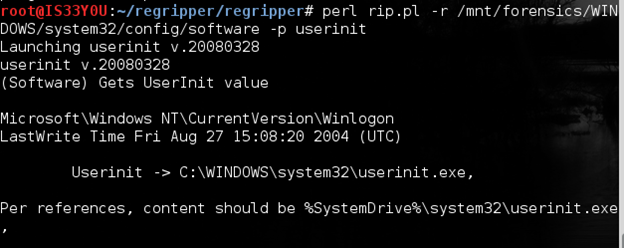 root@IS33Y0U:~/regripper/regripper# perl rip.pl -r /mnt/forensics/WIN
DOWS/system32/config/software -p userinit
Launching userinit v.20080328
userinit v.20080328
(Software) Gets UserInit value
Microsoft\Windows NT\CurrentVersion\Winlogon
LastWrite Time Fri Aug 27 15:08:20 2004 (UTC)
Userinit -> C:\WINDOWS\system32\userinit.exe,
Per references, content should be %SystemDrive%\system32\userinit.exe
,